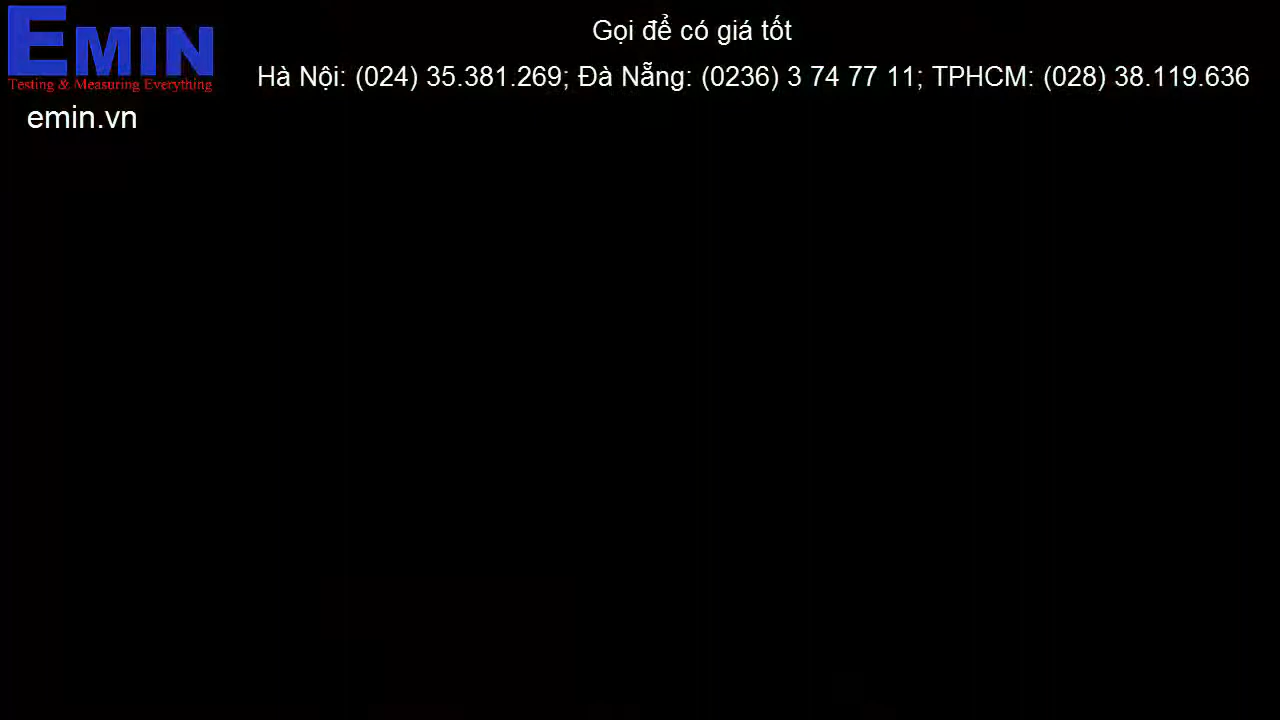 EMIN
Testing & Measuring Everything
emin.vn
Gọi để có giá tốt
Hà Nội: (024) 35.381.269; Đà Nẵng: (0236) 3 74 77 11; TPHCM: (028) 38.119.636